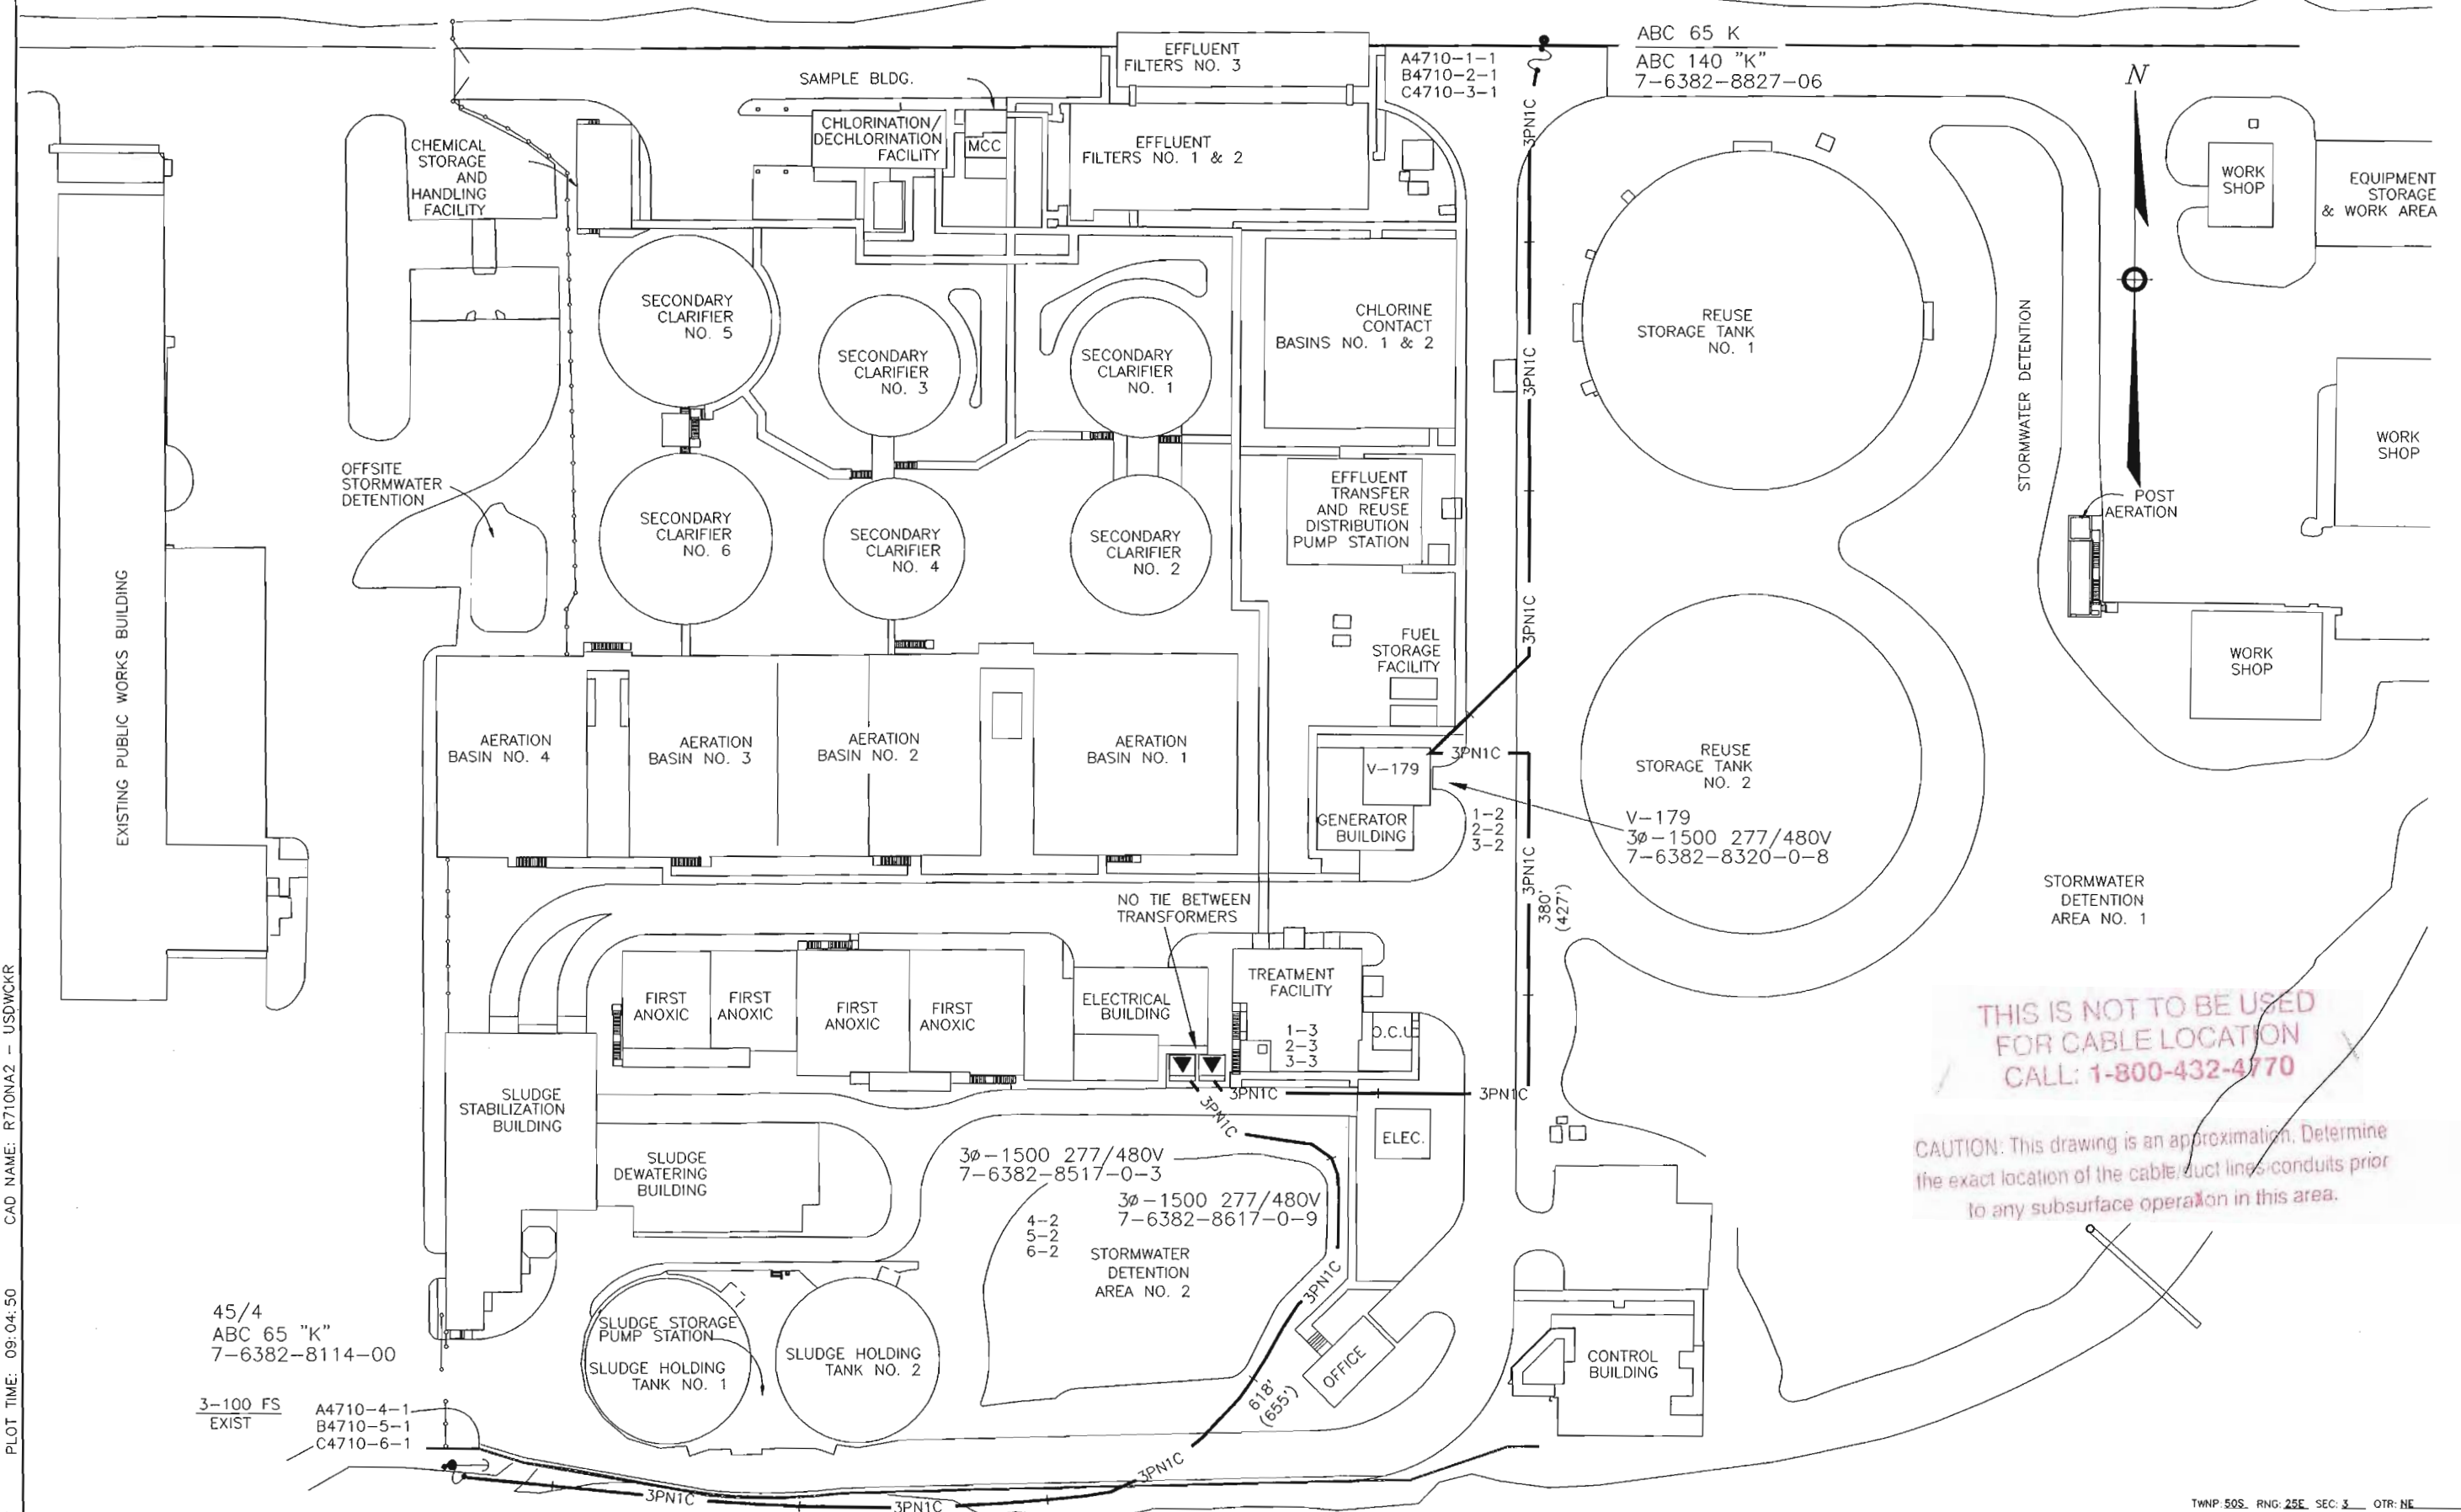 ABC 65 K
ABC 140 "K"
7-6382-8827-06
EFFLUENT
FILTERS NO. 3
A4710-1-1
B4710-2-1
C4710-3-1
N
SAMPLE BLDG.
CHLORINATION/
DECHLORINATION
FACILITY
MCC
EFFLUENT
FILTERS NO. 1 & 2
3PN1C
CHEMICAL
STORAGE
AND
HANDLING
FACILITY
WORK
SHOP
EQUIPMENT
STORAGE
& WORK AREA
SECONDARY
CLARIFIER
NO. 5
SECONDARY
CLARIFIER
NO. 3
SECONDARY
CLARIFIER
NO. 1
CHLORINE
CONTACT
BASINS NO. 1 & 2
3PN1C
REUSE
STORAGE TANK
NO. 1
STORMWATER DETENTION
WORK
SHOP
OFFSITE
STORMWATER
DETENTION
SECONDARY
CLARIFIER
NO. 6
SECONDARY
CLARIFIER
NO. 4
SECONDARY
CLARIFIER
NO. 2
EFFLUENT
TRANSFER
AND REUSE
DISTRIBUTION
PUMP STATION
POST
AERATION
EXISTING PUBLIC WORKS BUILDING
FUEL
STORAGE
FACILITY
3PN1C
WORK
SHOP
AERATION
BASIN NO. 4
AERATION
BASIN NO. 3
AERATION
BASIN NO. 2
AERATION
BASIN NO. 1
V-179
3PN1C
REUSE
STORAGE TANK
NO. 2
GENERATOR
BUILDING
1-2
2-2
3-2
V-179
3ø-1500 277/480V
7-6382-8320-0-8
3PN1C
380'
(427')
NO TIE BETWEEN
TRANSFORMERS
STORMWATER
DETENTION
AREA NO. 1
FIRST
ANOXIC
FIRST
ANOXIC
FIRST
ANOXIC
FIRST
ANOXIC
ELECTRICAL
BUILDING
TREATMENT
FACILITY
1-3
2-3
3-3
O.C.U.
THIS IS NOT TO BE USED
FOR CABLE LOCATION
CALL: 1-800-432-4770
SLUDGE
STABILIZATION
BUILDING
3PN1C
3PN1C
3PN1C
ELEC.
CAUTION: This drawing is an approximation. Determine
the exact location of the cable/duct lines/conduits prior
to any subsurface operation in this area.
SLUDGE
DEWATERING
BUILDING
3ø-1500 277/480V
7-6382-8517-0-3
3ø-1500 277/480V
7-6382-8617-0-9
4-2
5-2
6-2
STORMWATER
DETENTION
AREA NO. 2
3PN1C
45/4
ABC 65 "K"
7-6382-8114-00
SLUDGE STORAGE
PUMP STATION
SLUDGE HOLDING
TANK NO. 1
SLUDGE HOLDING
TANK NO. 2
OFFICE
CONTROL
BUILDING
618'
(655')
3-100 FS
EXIST
A4710-4-1
B4710-5-1
C4710-6-1
3PN1C
3PN1C
3PN1C
PLOT TIME: 09:04:50 CAD NAME: R710NA2 - USDWCKR
TWNP: 50S RNG: 25E SEC: 3 QTR: NE